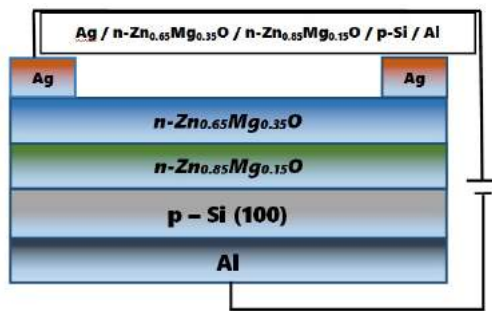 Ag / n-Zn₀.₆₅Mg₀.₃₅O / n-Zn₀.₈₅Mg₀.₁₅O / p-Si / Al
Ag Ag
n-Zn₀.₆₅Mg₀.₃₅O
n-Zn₀.₈₅Mg₀.₁₅O
p – Si (100)
Al